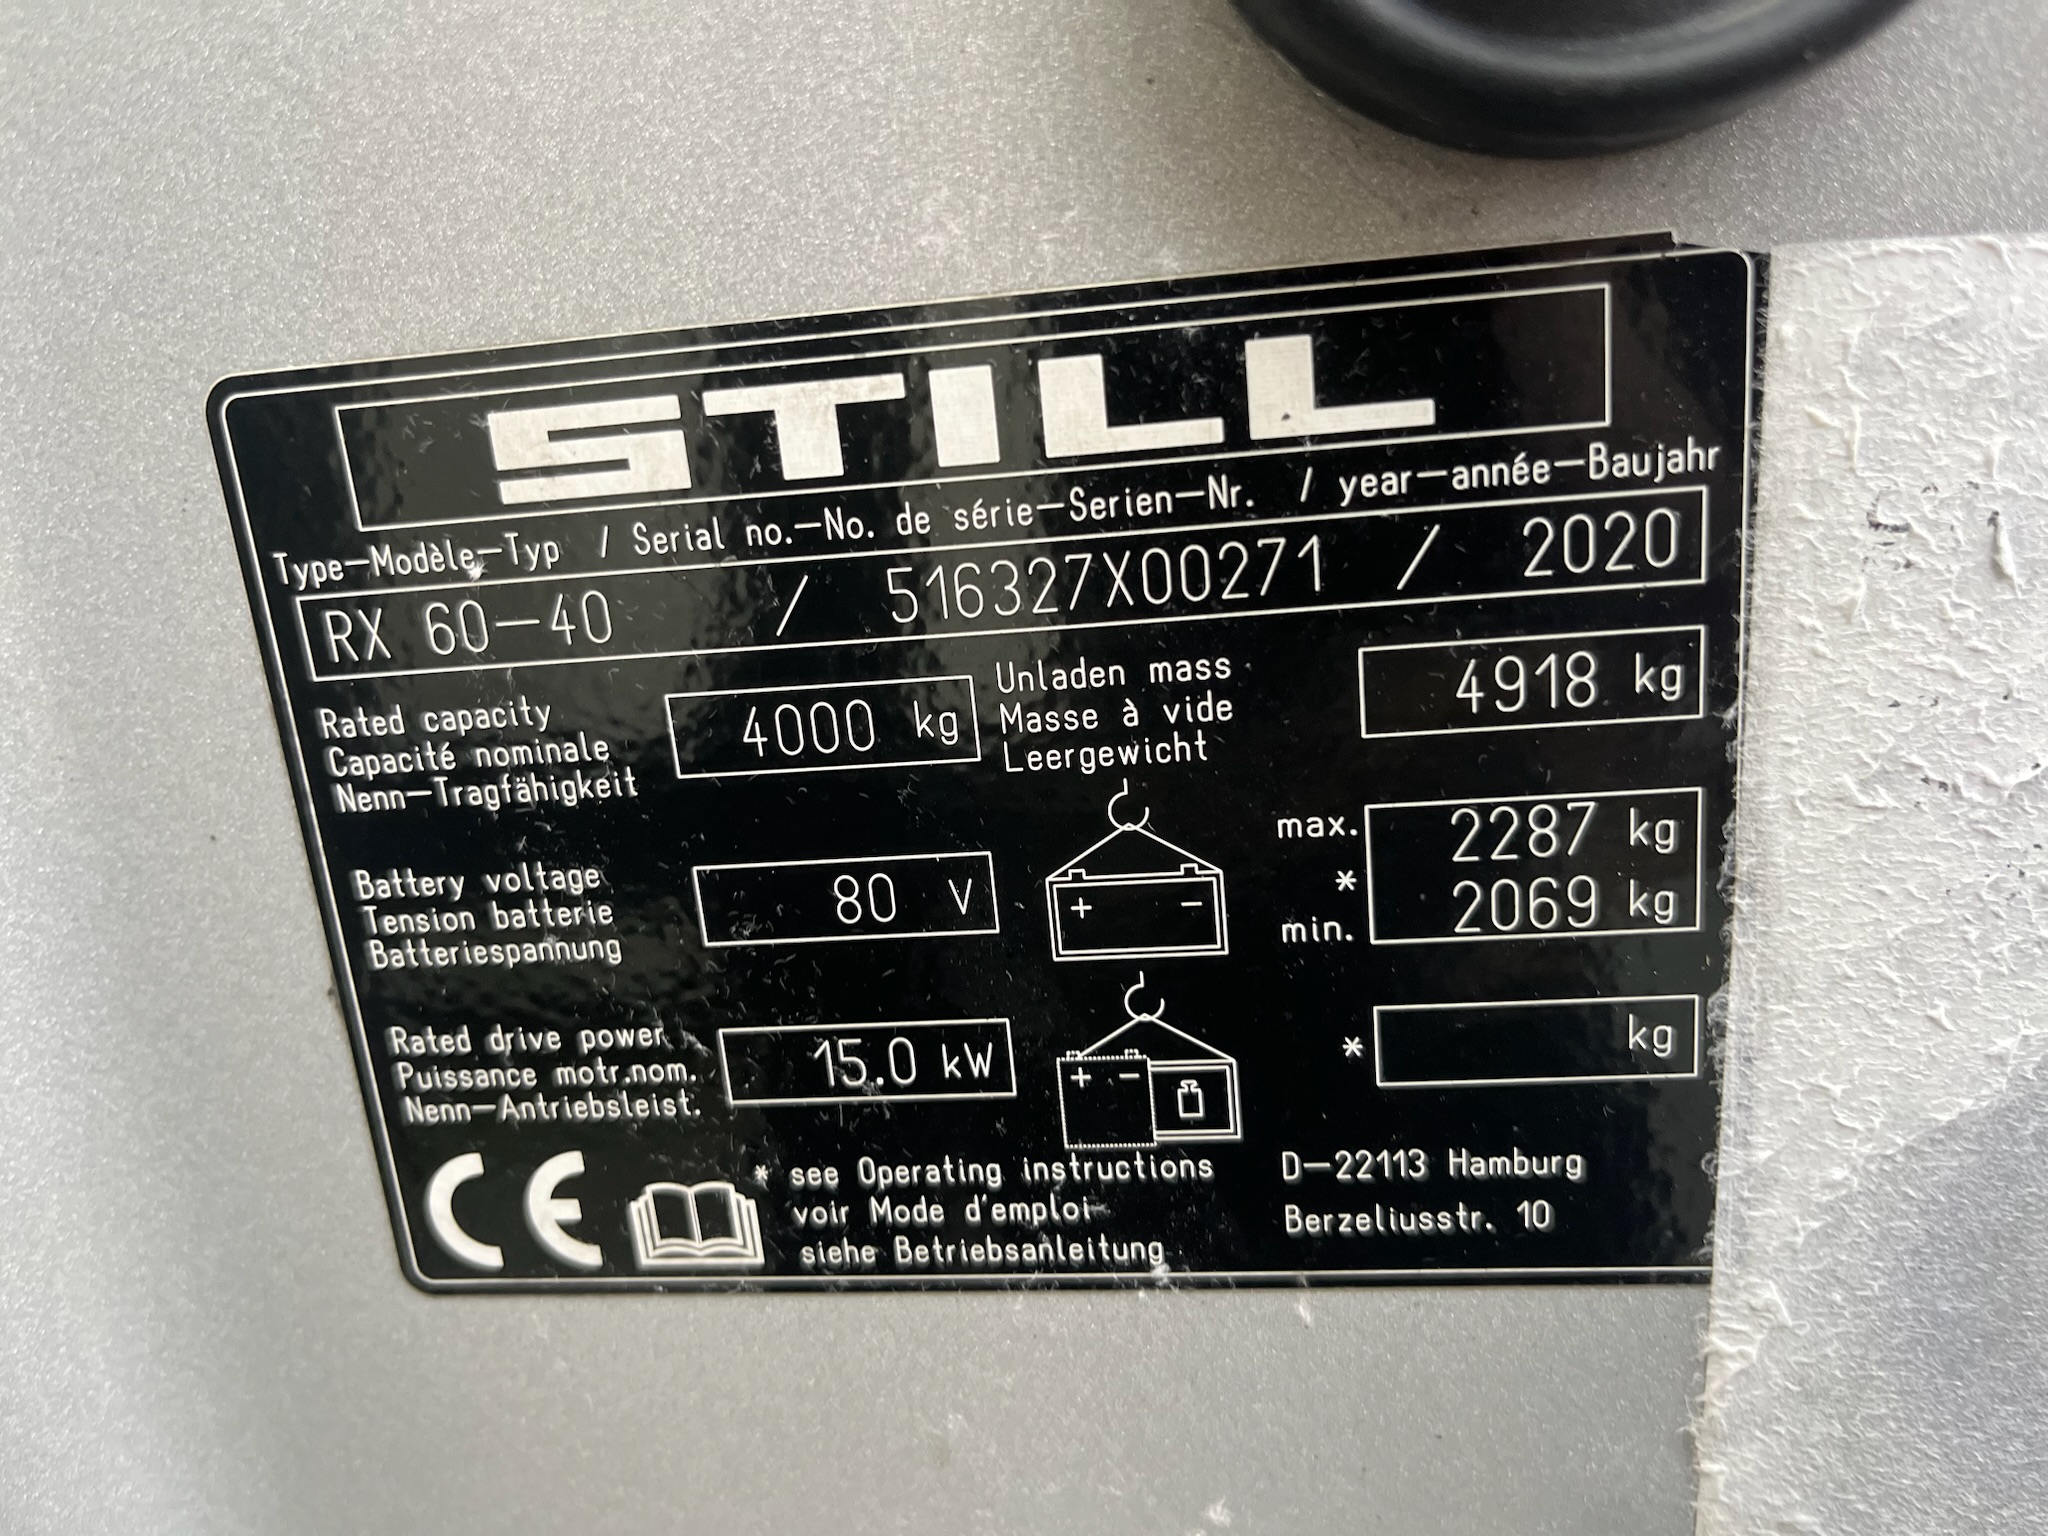 STILL
Type-Modèle-Typ / Serial no.-No. de série-Serien-Nr. / year-année-Baujahr
RX 60-40 / 516327X00271 / 2020
Rated capacity
Capacité nominale
Nenn-Tragfähigkeit
4000 kg
Unladen mass
Masse à vide
Leergewicht
4918 kg
Battery voltage
Tension batterie
Batteriespannung
80 V
+ -
max. 2287 kg
*
min. 2069 kg
Rated drive power
Puissance motr.nom.
Nenn-Antriebsleist.
15.0 kW
+ -
* kg
CE
* see Operating instructions
voir Mode d'emploi
siehe Betriebsanleitung
D-22113 Hamburg
Berzeliusstr. 10